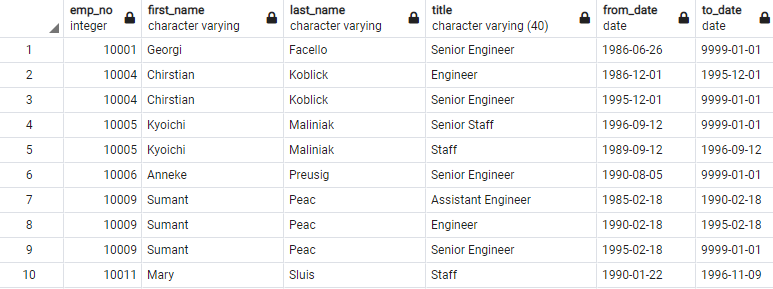 emp_no first_name last_name title from_date to_date
integer character varying character varying character varying (40) date date
1 10001 Georgi Facello Senior Engineer 1986-06-26 9999-01-01
2 10004 Chirstian Koblick Engineer 1986-12-01 1995-12-01
3 10004 Chirstian Koblick Senior Engineer 1995-12-01 9999-01-01
4 10005 Kyoichi Maliniak Senior Staff 1996-09-12 9999-01-01
5 10005 Kyoichi Maliniak Staff 1989-09-12 1996-09-12
6 10006 Anneke Preusig Senior Engineer 1990-08-05 9999-01-01
7 10009 Sumant Peac Assistant Engineer 1985-02-18 1990-02-18
8 10009 Sumant Peac Engineer 1990-02-18 1995-02-18
9 10009 Sumant Peac Senior Engineer 1995-02-18 9999-01-01
10 10011 Mary Sluis Staff 1990-01-22 1996-11-09